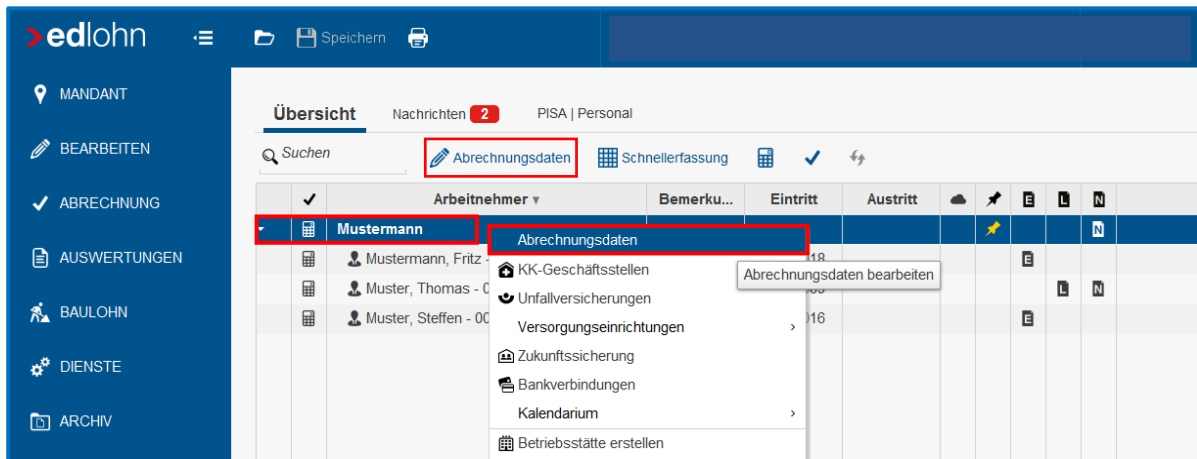 edlohn
Speichern
MANDANT
BEARBEITEN
ABRECHNUNG
AUSWERTUNGEN
BAULOHN
DIENSTE
ARCHIV
Übersicht Nachrichten 2 PISA | Personal
Suchen Abrechnungsdaten Schnellerfassung
Arbeitnehmer Bemerku... Eintritt Austritt E L N
Mustermann N
Mustermann, Fritz - 18 E
Muster, Thomas - 0 L N
Muster, Steffen - 00 016 E
Abrechnungsdaten
KK-Geschäftsstellen
Unfallversicherungen
Versorgungseinrichtungen
Zukunftssicherung
Bankverbindungen
Kalendarium
Betriebsstätte erstellen
Abrechnungsdaten bearbeiten